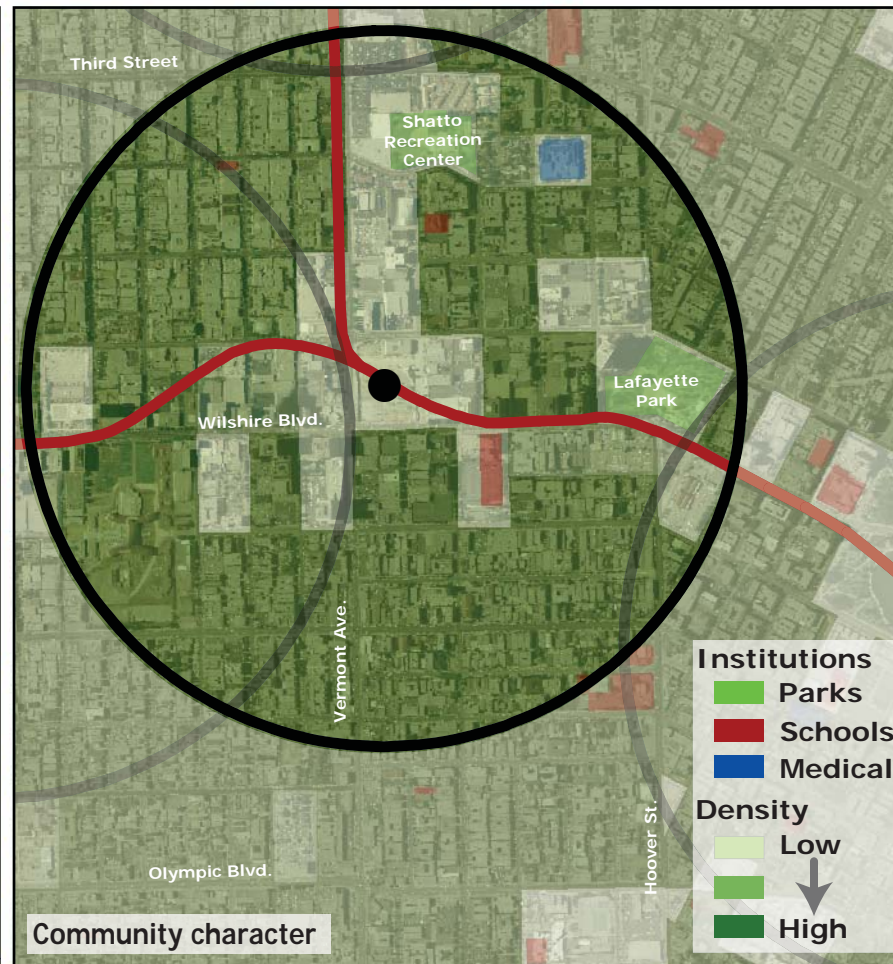 Third Street
Shatto
Recreation
Center
Lafayette
Park
Wilshire Blvd.
Vermont Ave.
Hoover St.
Olympic Blvd.
Institutions
Parks
Schools
Medical
Density
Low
High
Community character